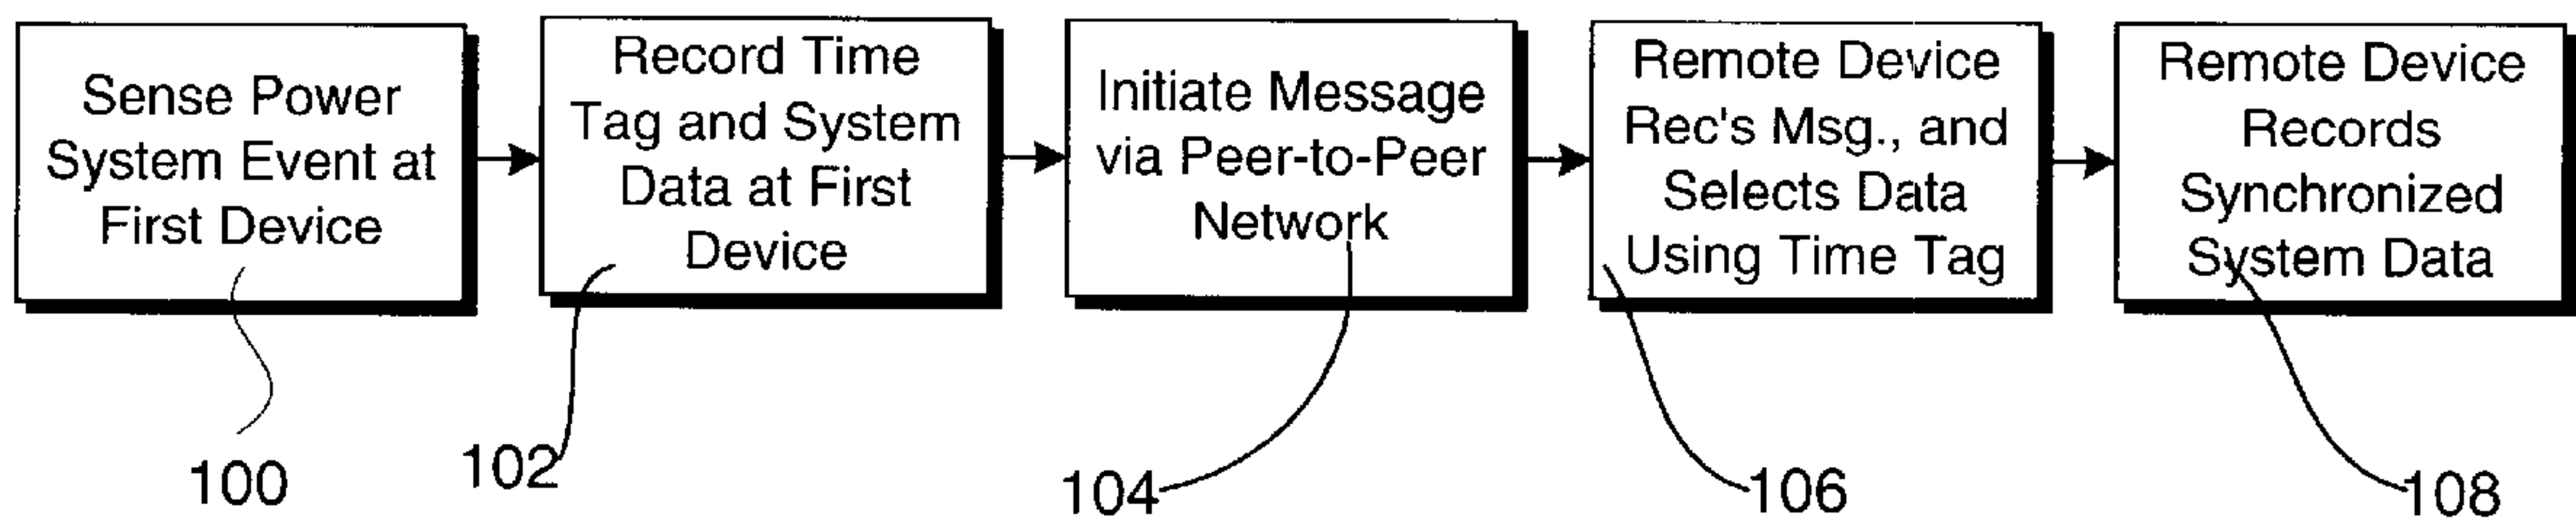 Sense Power
System Event at
First Device
Record Time
Tag and System
Data at First
Device
Initiate Message
via Peer-to-Peer
Network
Remote Device
Rec's Msg., and
Selects Data
Using Time Tag
Remote Device
Records
Synchronized
System Data
100
102
104
106
108